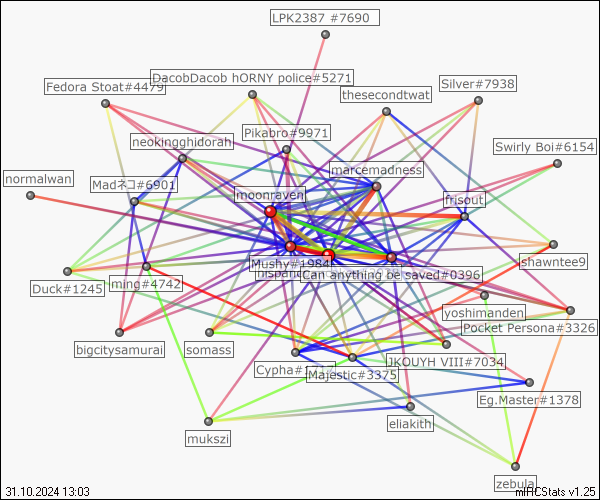 LPK2387 #7690
DacobDacob hORNY police#5271
Fedora Stoat#4479
Silver#7938
thesecondtwat
Pikabro#9971
neokingghidorah
Swirly Boi#6154
marcemadness
normalwan
Madネコ#6901
moonraven
frisout
shawntee9
Mushy#1984
Can anything be saved#0396
ming#4742
Duck#1245
yoshimanden
Pocket Persona#3326
bigcitysamurai
somass
JKOUYH VIII#7034
Cypha#
Majestic#3375
Eg.Master#1378
eliakith
mukszi
zebula
31.10.2024 13:03
mIRCStats v1.25